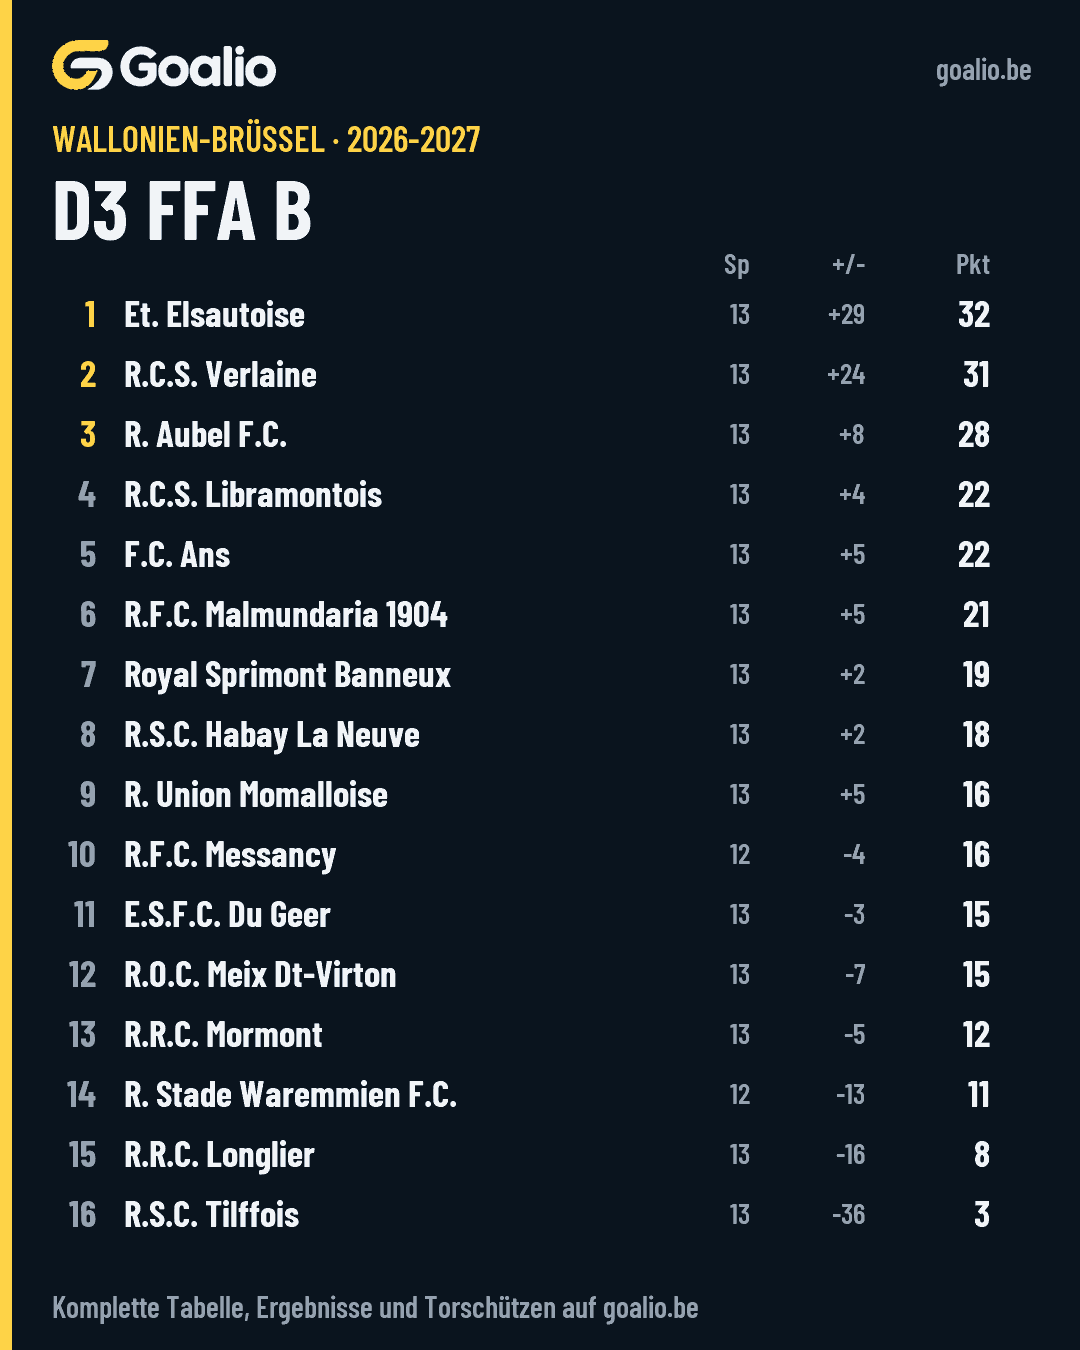 Goalio
goalio.be
WALLONIEN-BRÜSSEL · 2026-2027
D3 FFA B
Sp +/- Pkt
1 Et. Elsautoise 13 +29 32
2 R.C.S. Verlaine 13 +24 31
3 R. Aubel F.C. 13 +8 28
4 R.C.S. Libramontois 13 +4 22
5 F.C. Ans 13 +5 22
6 R.F.C. Malmundaria 1904 13 +5 21
7 Royal Sprimont Banneux 13 +2 19
8 R.S.C. Habay La Neuve 13 +2 18
9 R. Union Momalloise 13 +5 16
10 R.F.C. Messancy 12 -4 16
11 E.S.F.C. Du Geer 13 -3 15
12 R.O.C. Meix Dt-Virton 13 -7 15
13 R.R.C. Mormont 13 -5 12
14 R. Stade Waremmien F.C. 12 -13 11
15 R.R.C. Longlier 13 -16 8
16 R.S.C. Tilffois 13 -36 3
Komplette Tabelle, Ergebnisse und Torschützen auf goalio.be